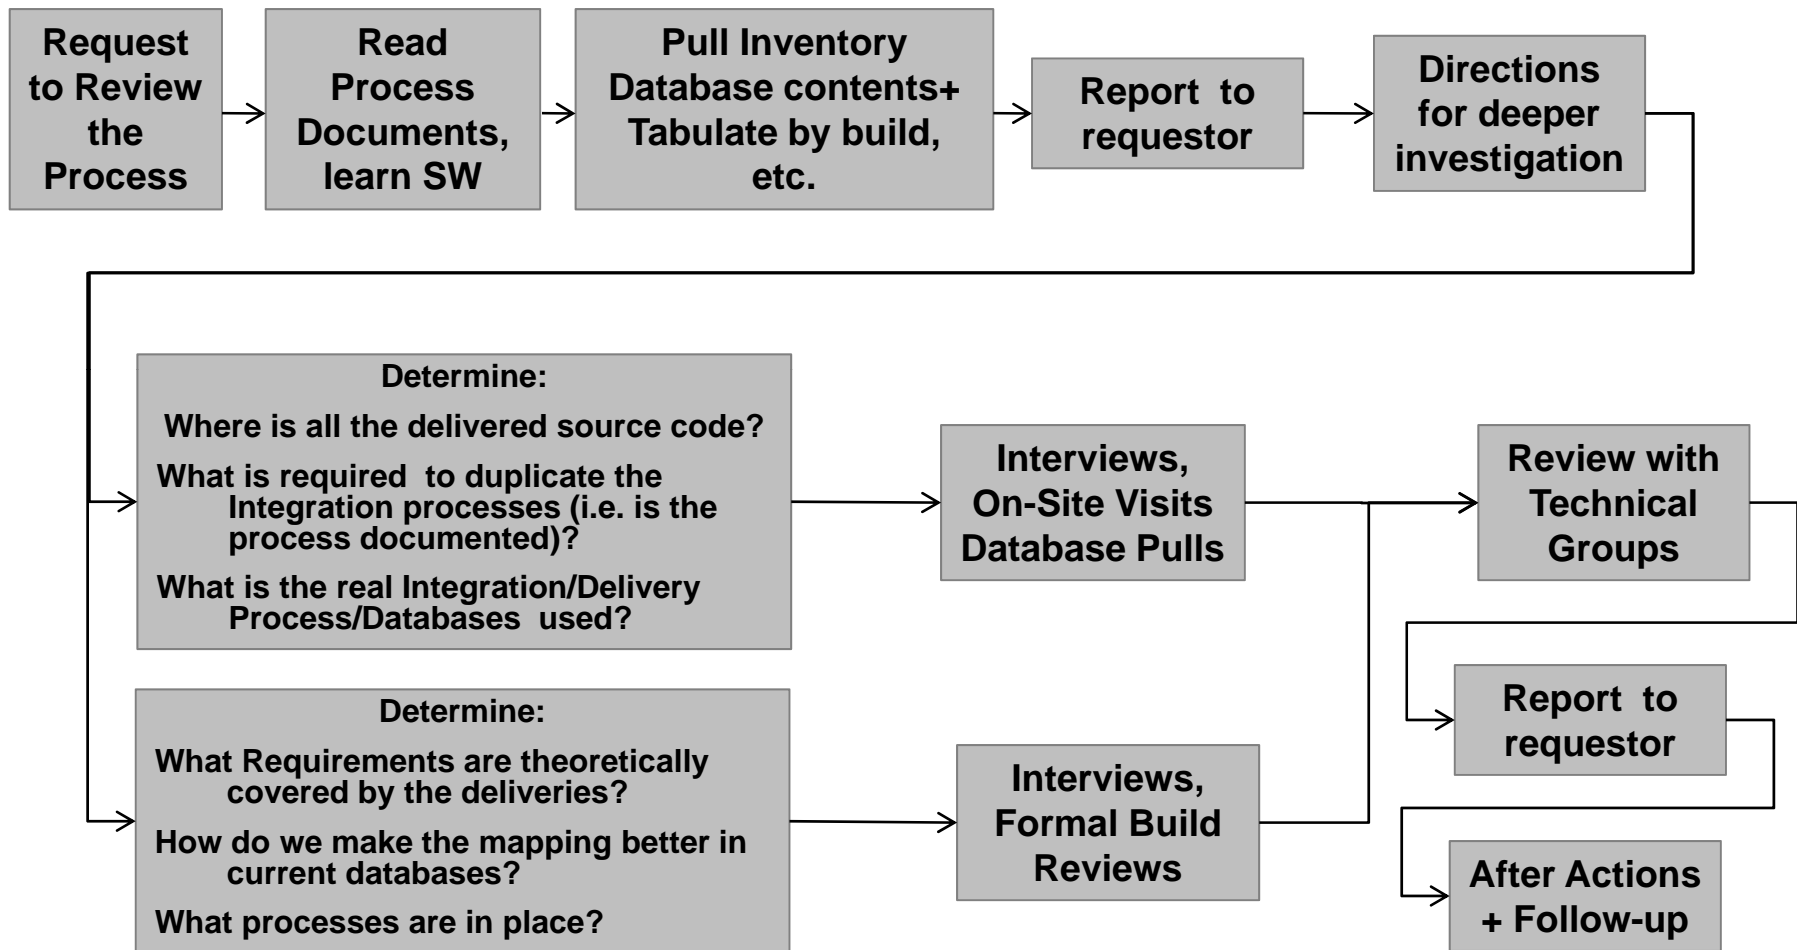 Request
to Review
the
Process
Read
Process
Documents,
learn SW
Pull Inventory
Database contents+
Tabulate by build,
etc.
Report to
requestor
Directions
for deeper
investigation
Determine:
Where is all the delivered source code?
What is required to duplicate the
Integration processes (i.e. is the
process documented)?
What is the real Integration/Delivery
Process/Databases used?
Interviews,
On-Site Visits
Database Pulls
Review with
Technical
Groups
Determine:
What Requirements are theoretically
covered by the deliveries?
How do we make the mapping better in
current databases?
What processes are in place?
Interviews,
Formal Build
Reviews
Report to
requestor
After Actions
+ Follow-up